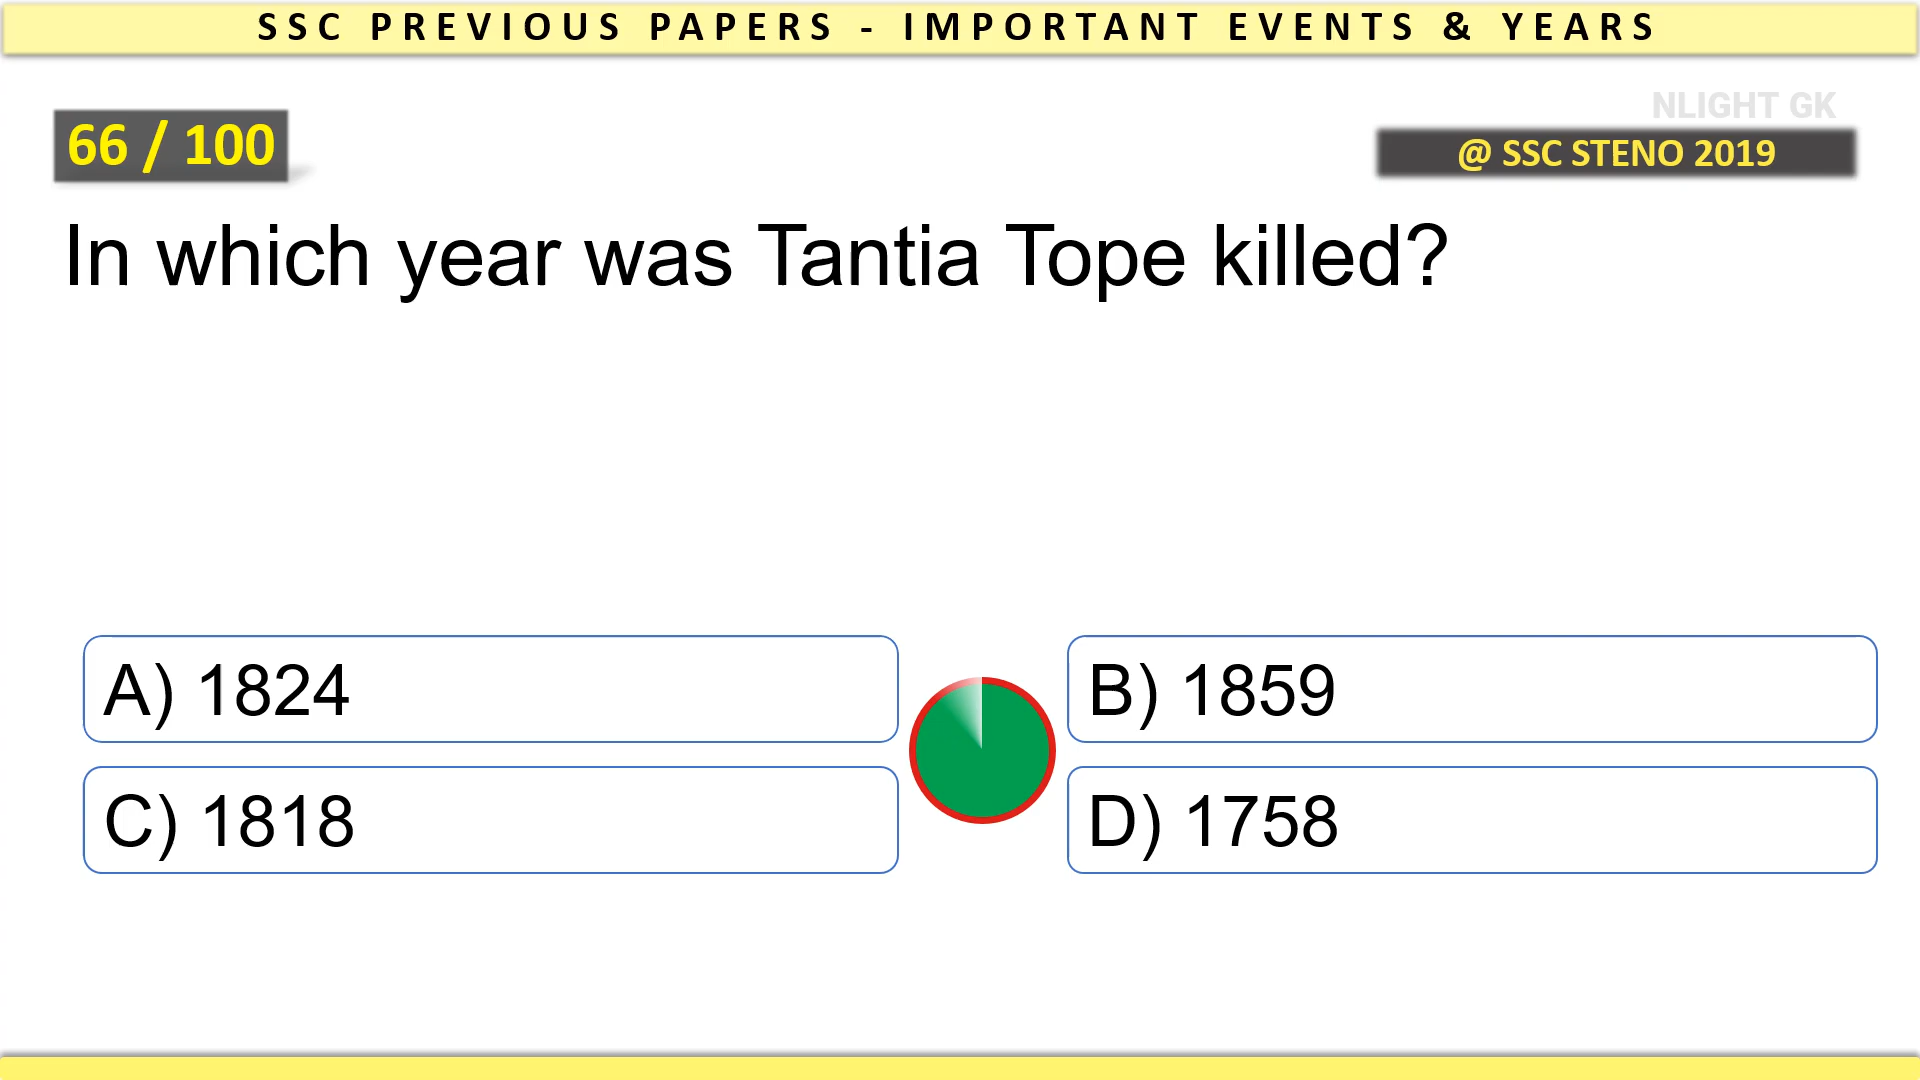 SSC PREVIOUS PAPERS - IMPORTANT EVENTS & YEARS
NLIGHT GK
66 / 100
@ SSC STENO 2019
In which year was Tantia Tope killed?
A) 1824
B) 1859
C) 1818
D) 1758